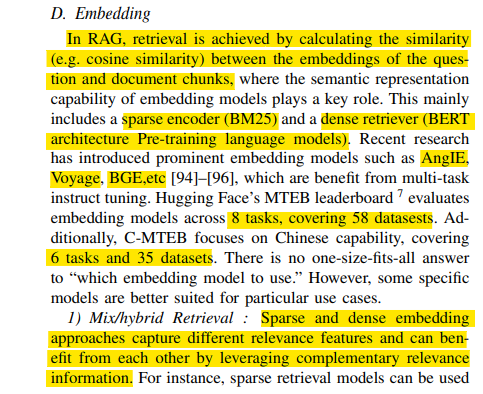 D. Embedding
In RAG, retrieval is achieved by calculating the similarity
(e.g. cosine similarity) between the embeddings of the ques-
tion and document chunks, where the semantic representation
capability of embedding models plays a key role. This mainly
includes a sparse encoder (BM25) and a dense retriever (BERT
architecture Pre-training language models). Recent research
has introduced prominent embedding models such as AngIE,
Voyage, BGE,etc [94]–[96], which are benefit from multi-task
instruct tuning. Hugging Face's MTEB leaderboard 7 evaluates
embedding models across 8 tasks, covering 58 datasests. Ad-
ditionally, C-MTEB focuses on Chinese capability, covering
6 tasks and 35 datasets. There is no one-size-fits-all answer
to “which embedding model to use.” However, some specific
models are better suited for particular use cases.
1) Mix/hybrid Retrieval : Sparse and dense embedding
approaches capture different relevance features and can ben-
efit from each other by leveraging complementary relevance
information. For instance, sparse retrieval models can be used